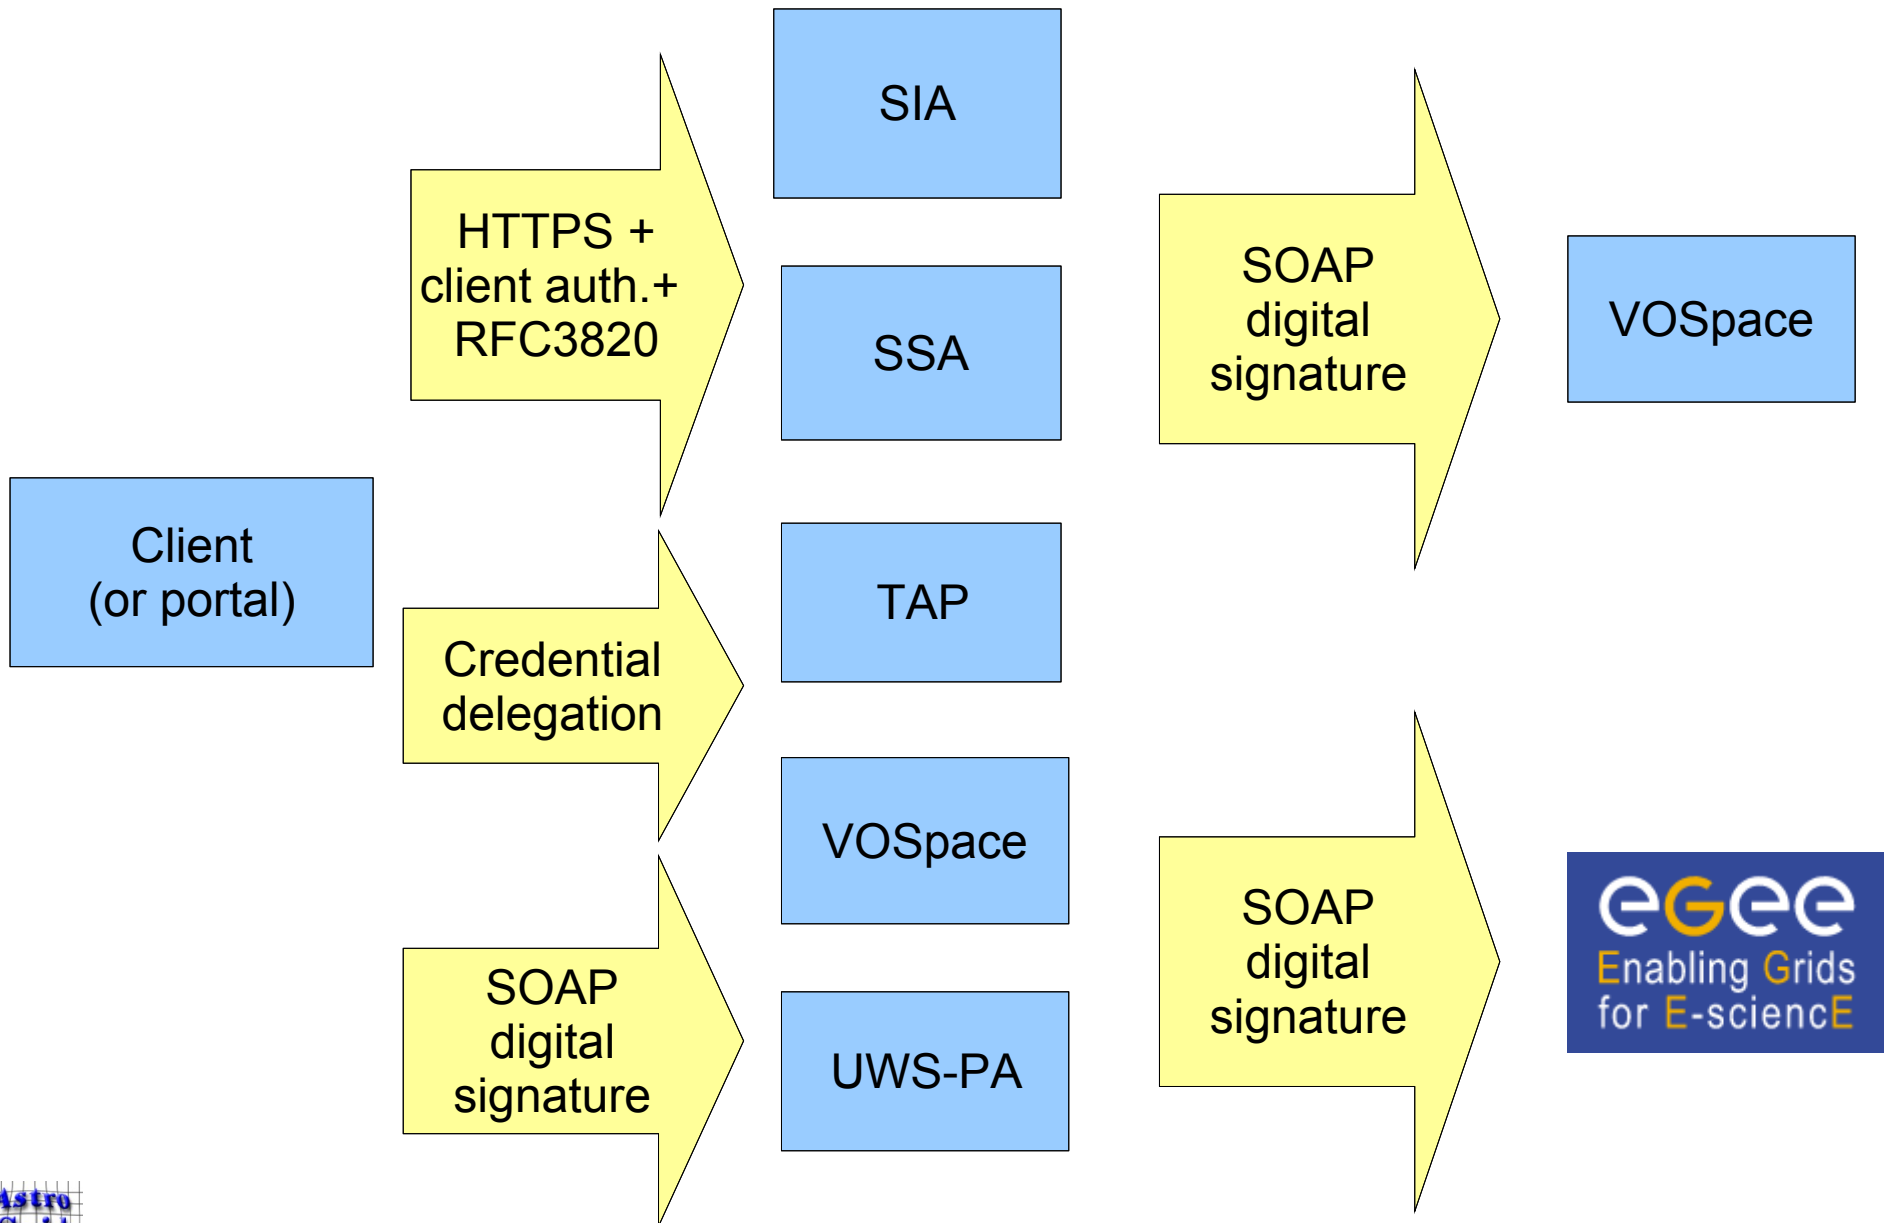 Client
(or portal)
HTTPS +
client auth.+
RFC3820
Credential
delegation
SOAP
digital
signature
SIA
SSA
TAP
VOSpace
UWS-PA
SOAP
digital
signature
SOAP
digital
signature
VOSpace
eGee
Enabling Grids
for E-sciencE
Astro